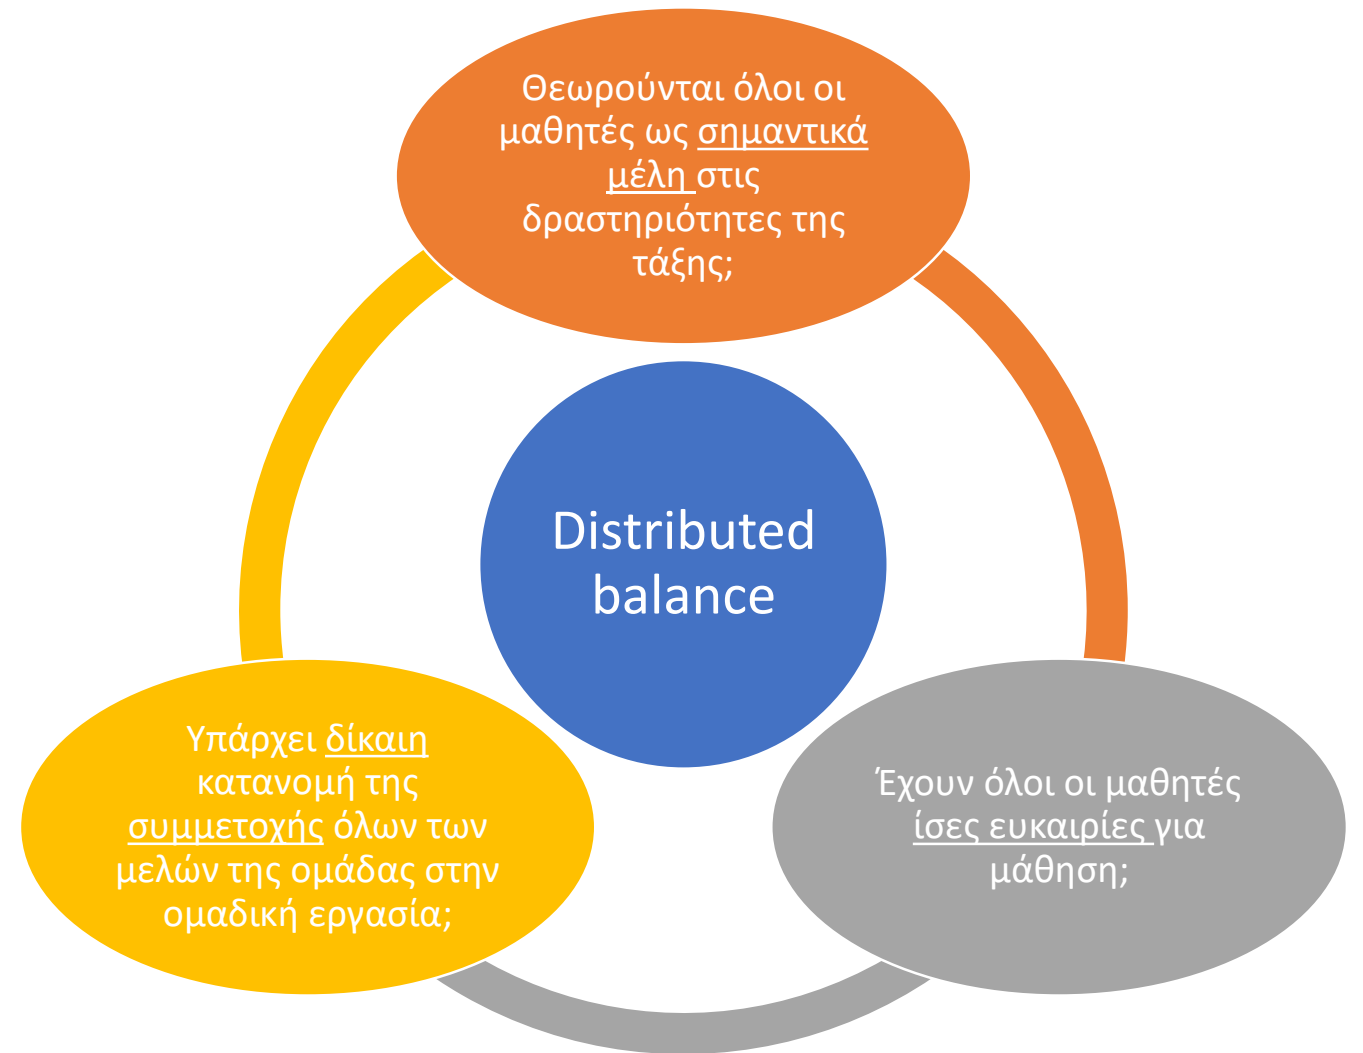 Θεωρούνται όλοι οι
μαθητές ως σημαντικά
μέλη στις
δραστηριότητες της
τάξης;
Distributed
balance
Υπάρχει δίκαιη
κατανομή της
συμμετοχής όλων των
μελών της ομάδας στην
ομαδική εργασία;
Έχουν όλοι οι μαθητές
ίσες ευκαιρίες για
μάθηση;